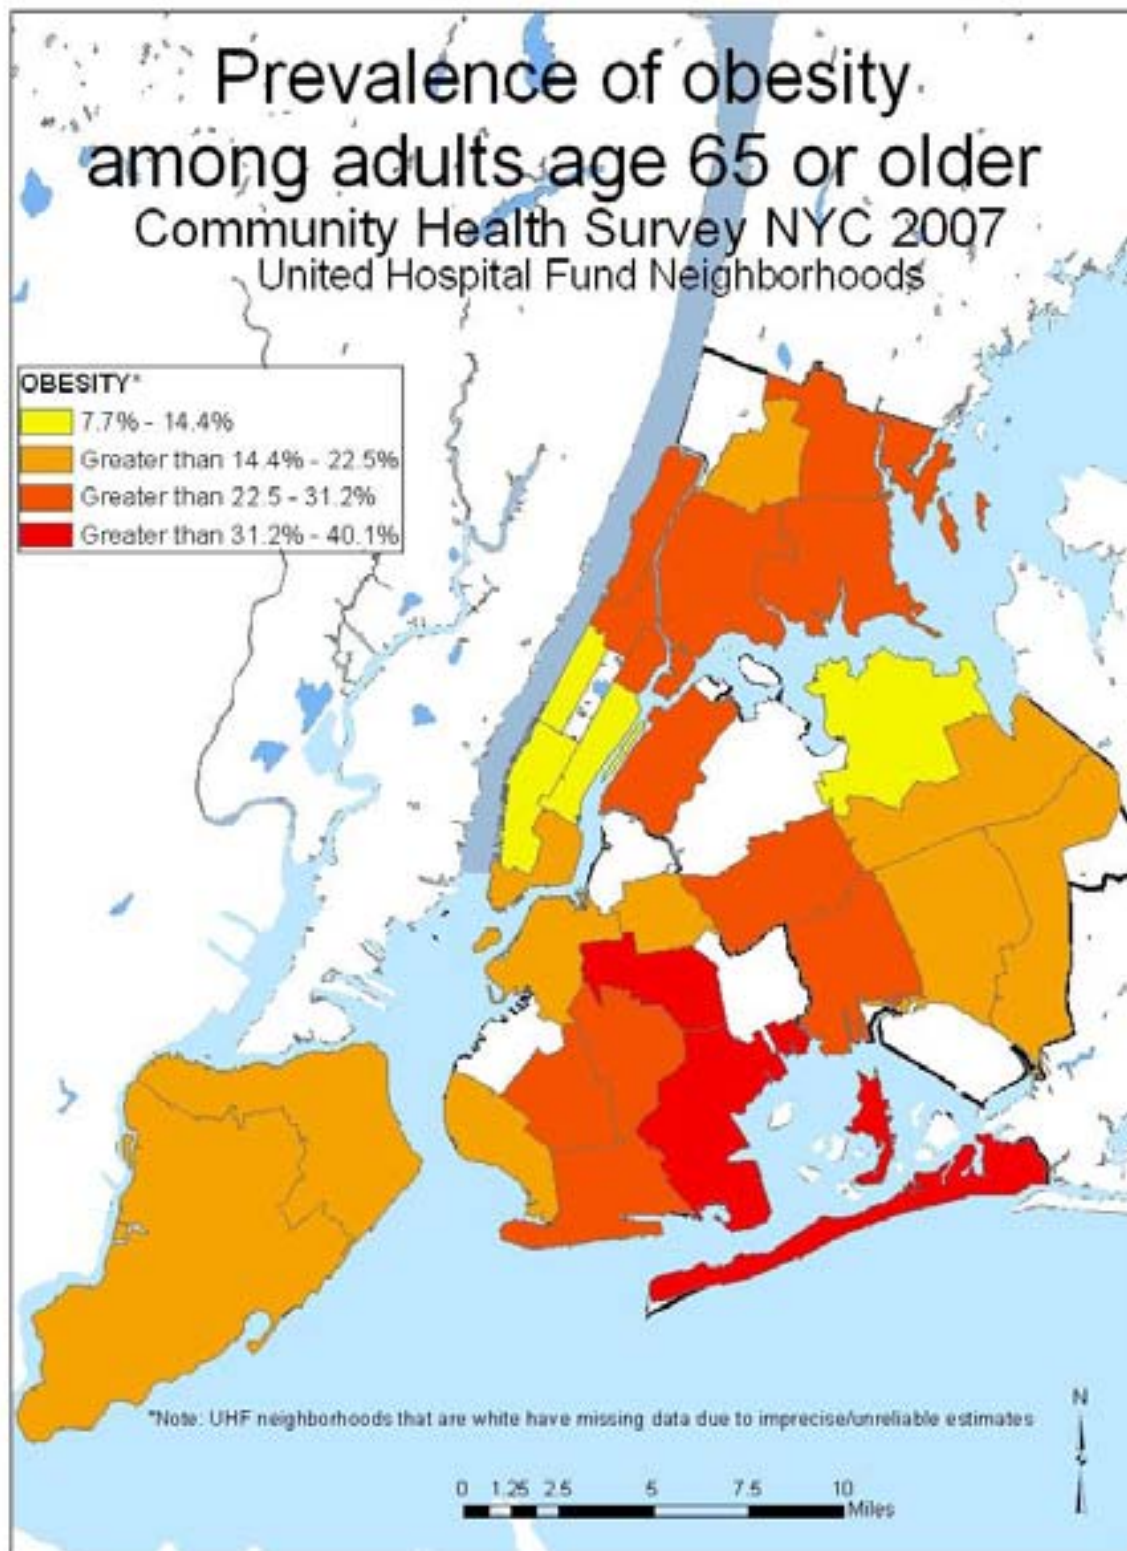 Prevalence of obesity
among adults age 65 or older
Community Health Survey NYC 2007
United Hospital Fund Neighborhoods
OBESITY*
7.7% - 14.4%
Greater than 14.4% - 22.5%
Greater than 22.5 - 31.2%
Greater than 31.2% - 40.1%
*Note: UHF neighborhoods that are white have missing data due to imprecise/unreliable estimates
N
0 1.25 2.5 5 7.5 10
Miles